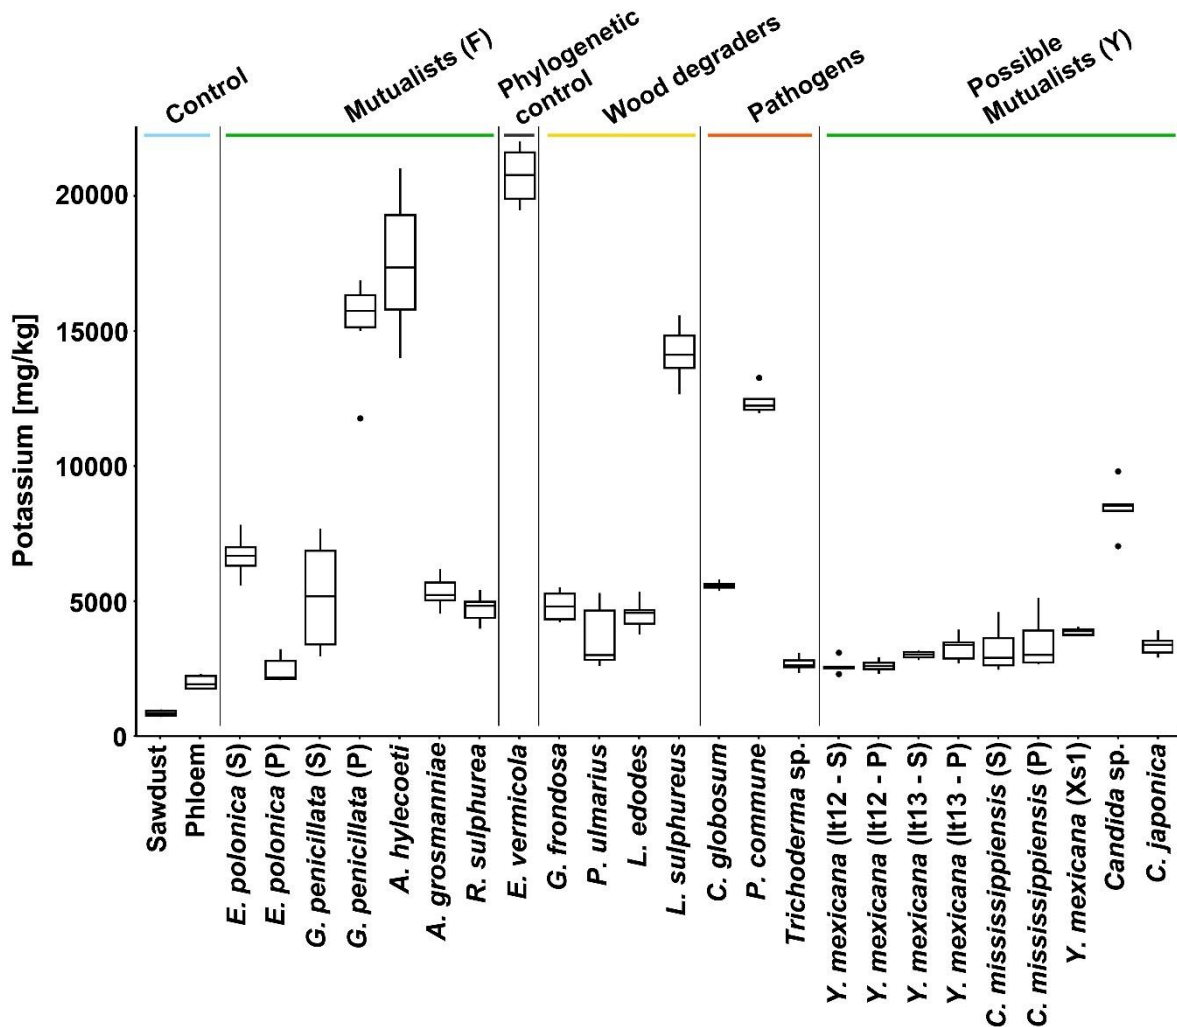 Control
Mutualists (F)
Phylogenetic
control
Wood degraders
Pathogens
Possible
Mutualists (Y)
Potassium [mg/kg]
20000
15000
10000
5000
0
Sawdust
Phloem
E. polonica (S)
E. polonica (P)
G. penicillata (S)
G. penicillata (P)
A. hylecoeti
A. grosmanniae
R. sulphurea
E. vermicola
G. frondosa
P. ulmarius
L. edodes
L. sulphureus
C. globosum
P. commune
Trichoderma sp.
Y. mexicana (It12 - S)
Y. mexicana (It12 - P)
Y. mexicana (It13 - S)
Y. mexicana (It13 - P)
C. mississippiensis (S)
C. mississippiensis (P)
Y. mexicana (Xs1)
Candida sp.
C. japonica